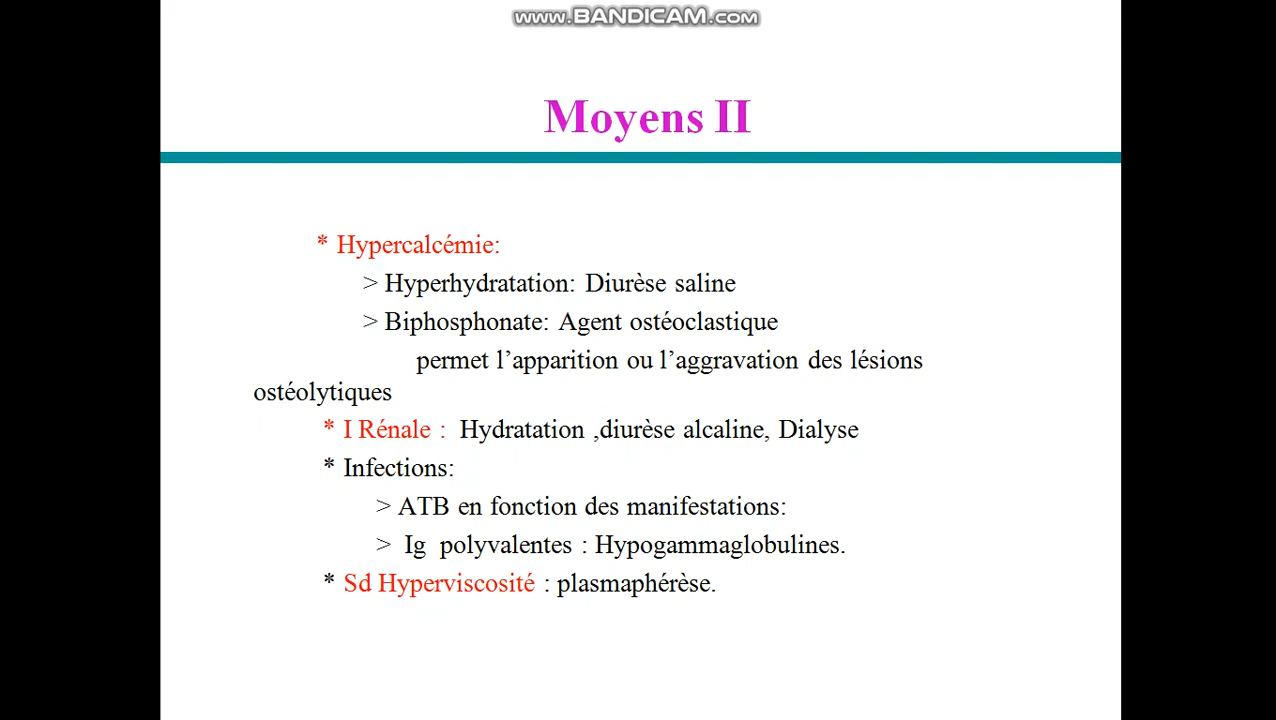 www.BANDICAM.com
Moyens II
* Hypercalcémie:
> Hyperhydratation: Diurèse saline
> Biphosphonate: Agent ostéoclastique
permet l’apparition ou l’aggravation des lésions
ostéolytiques
* I Rénale : Hydratation ,diurèse alcaline, Dialyse
* Infections:
> ATB en fonction des manifestations:
> Ig polyvalentes : Hypogammaglobulines.
* Sd Hyperviscosité : plasmaphérèse.